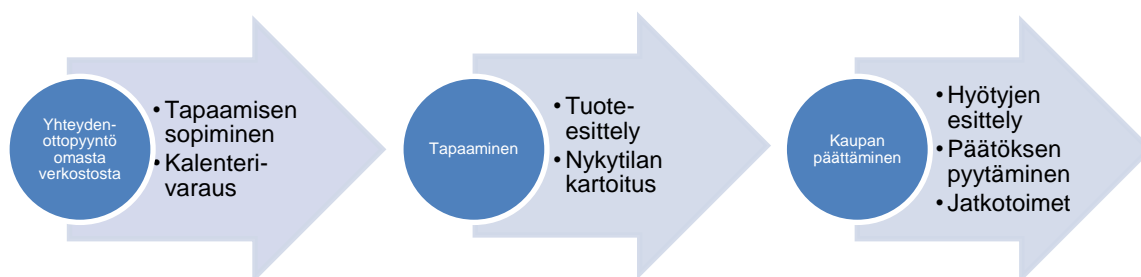 Yhteyden-
ottopyyntö
omasta
verkostosta
• Tapaamisen
sopiminen
• Kalenteri-
varaus
Tapaaminen
• Tuote-
esittely
• Nykytilan
kartoitus
Kaupan
päättäminen
• Hyötyjen
esittely
• Päätöksen
pyytäminen
• Jatkotoimet